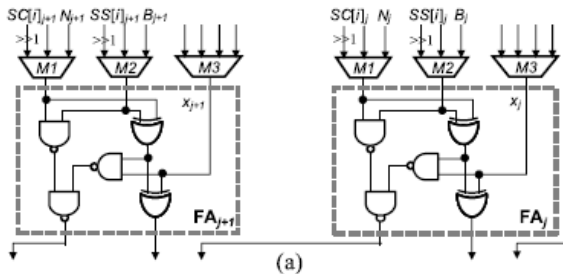 SC[i]j+1 Nj+1 SS[i]j+1 Bj+1 SC[i]j Nj SS[i]j Bj
>>1 >>1 >>1 >>1
M1 M2 M3 M1 M2 M3
xj+1 xj
FAj+1 FAj
(a)